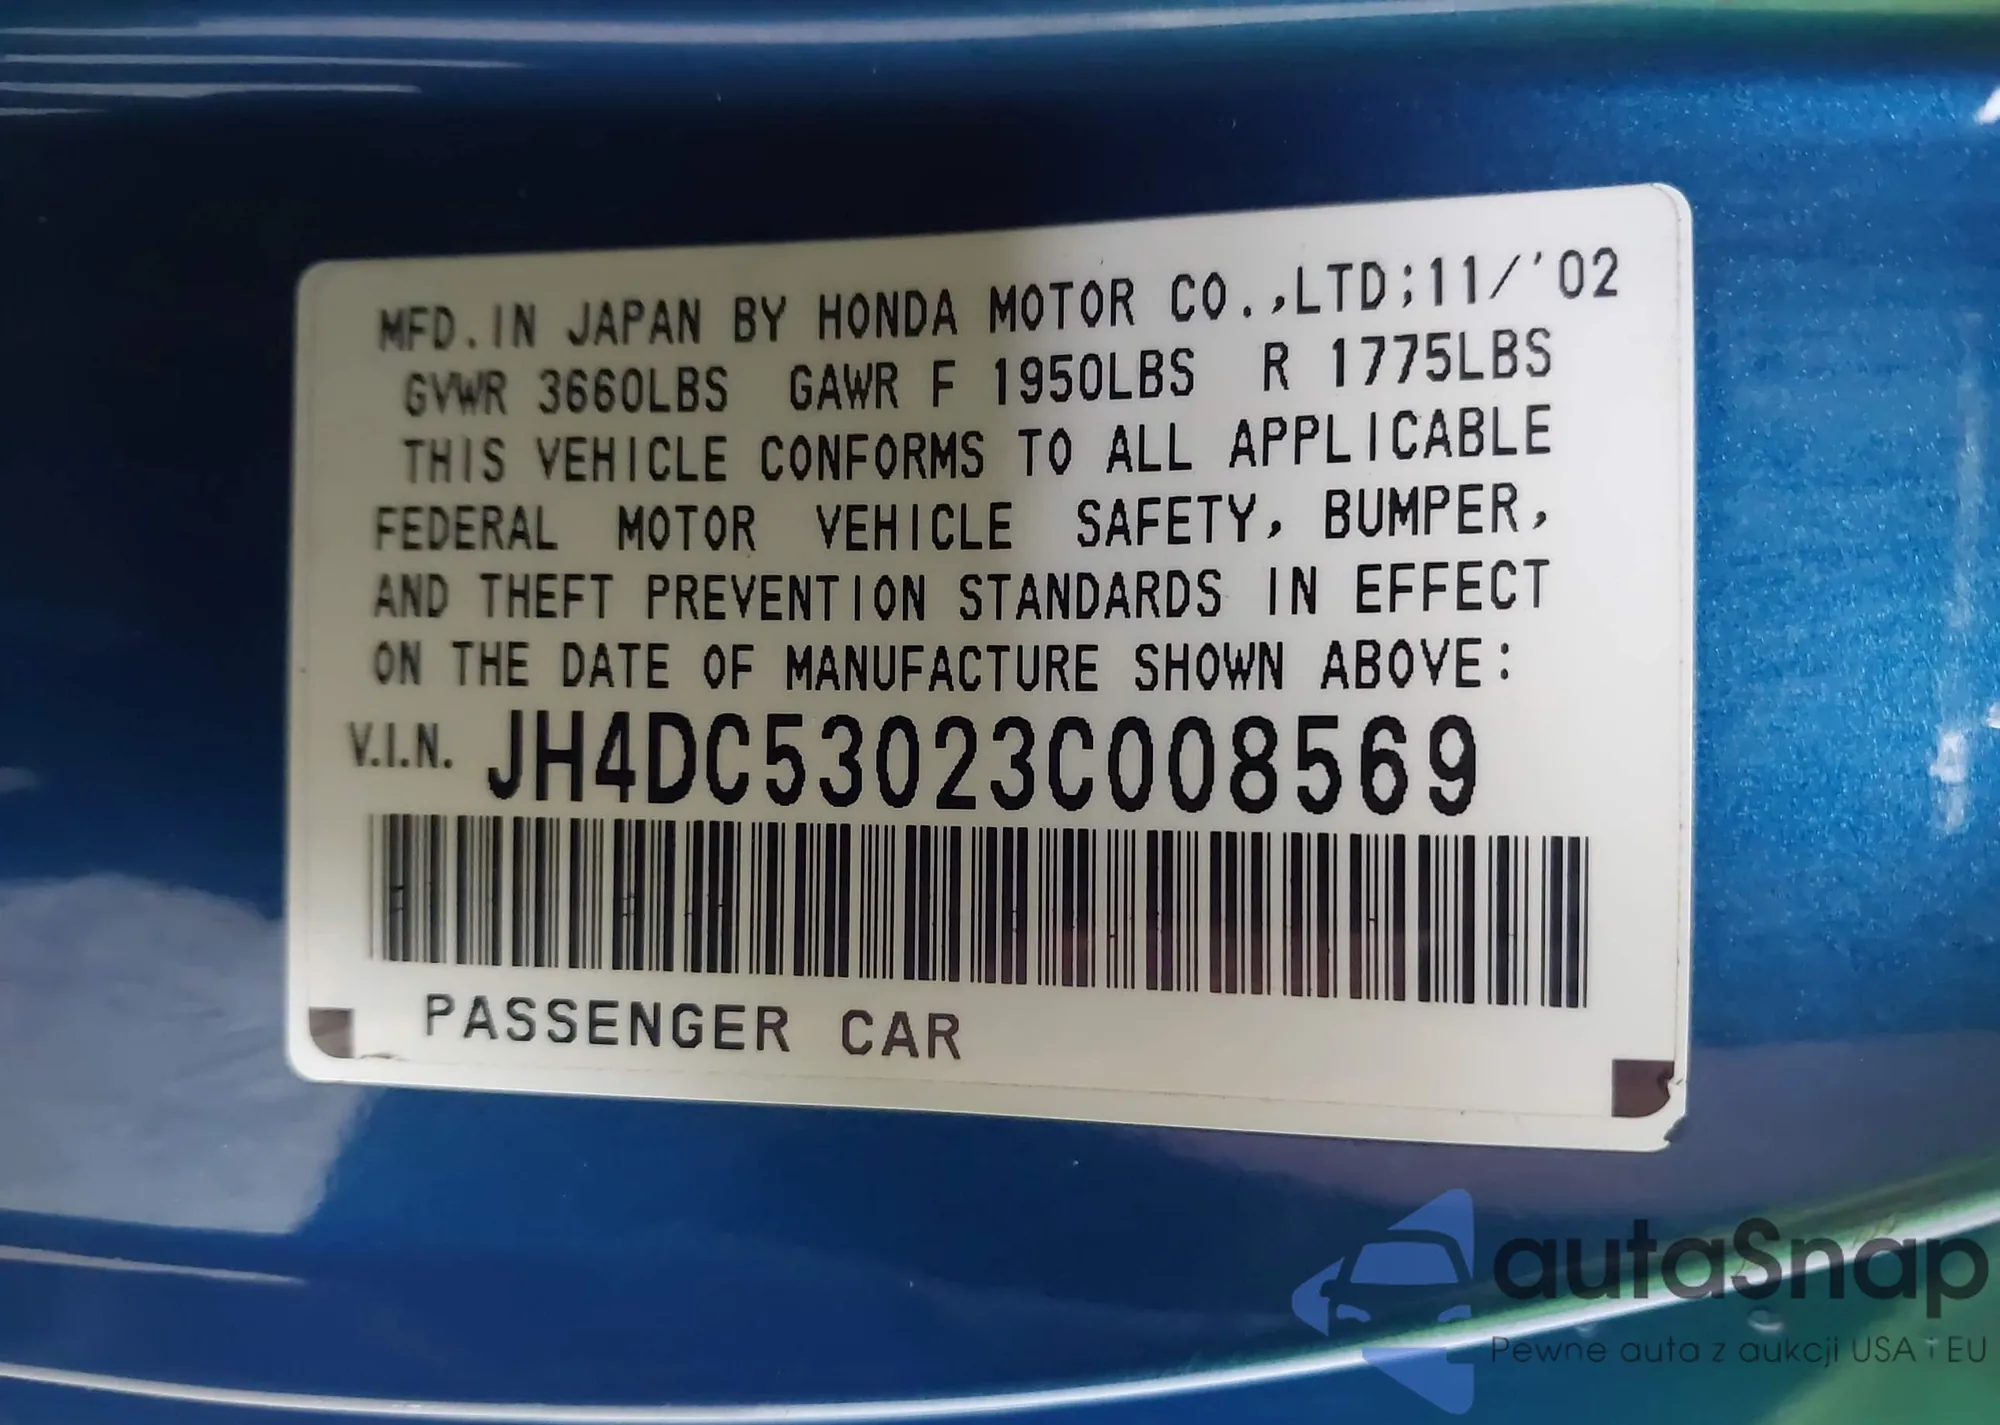 MFD. IN JAPAN BY HONDA MOTOR CO.,LTD;11/'02
GVWR 3660LBS GAWR F 1950LBS R 1775LBS
THIS VEHICLE CONFORMS TO ALL APPLICABLE
FEDERAL MOTOR VEHICLE SAFETY, BUMPER,
AND THEFT PREVENTION STANDARDS IN EFFECT
ON THE DATE OF MANUFACTURE SHOWN ABOVE:
V.I.N. JH4DC53023C008569
PASSENGER CAR
autaSnap
Pewne auta z aukcji USA i EU